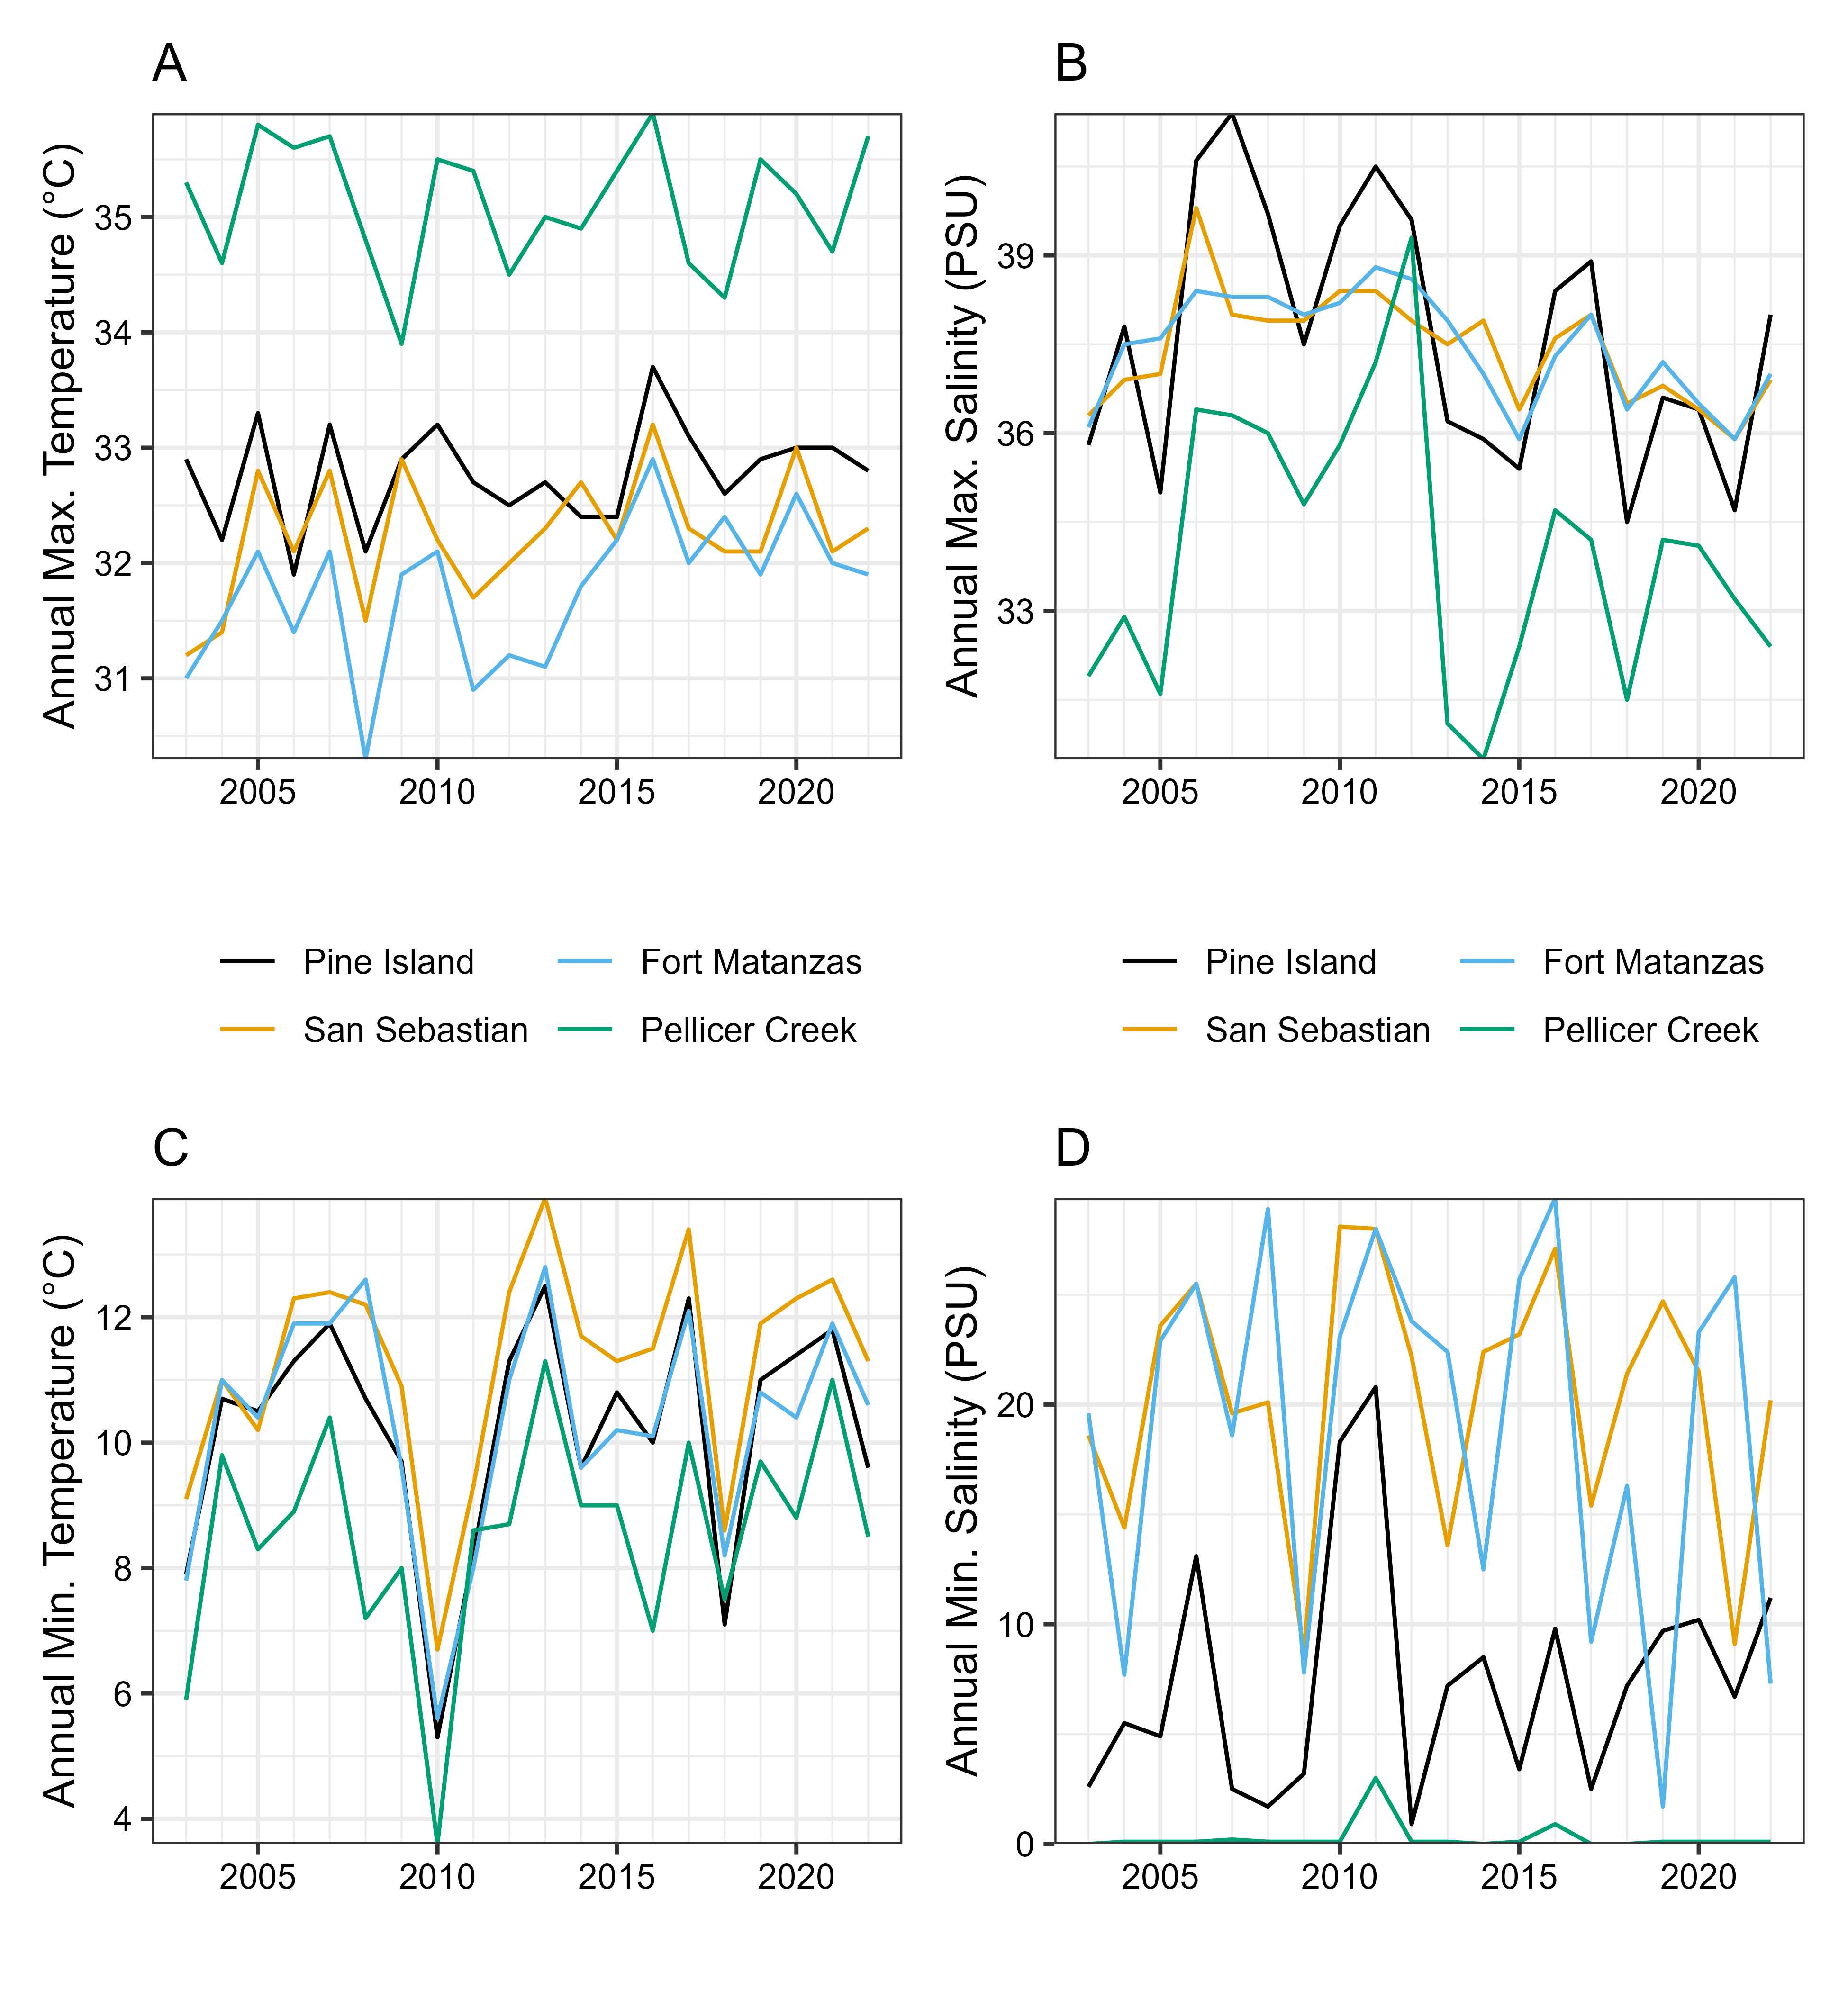 A
Annual Max. Temperature (°C)
35
34
33
32
31
2005 2010 2015 2020
B
Annual Max. Salinity (PSU)
39
36
33
2005 2010 2015 2020
Pine Island Fort Matanzas
San Sebastian Pellicer Creek
Pine Island Fort Matanzas
San Sebastian Pellicer Creek
C
Annual Min. Temperature (°C)
12
10
8
6
4
2005 2010 2015 2020
D
Annual Min. Salinity (PSU)
20
10
0
2005 2010 2015 2020